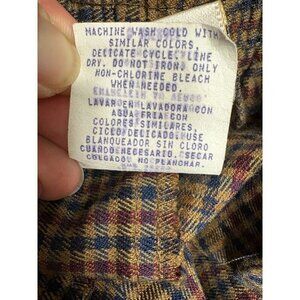 MACHINE WASH COLD WITH
SIMILAR COLORS,
DELICATE CYCLE, LINE
DRY. DO NOT IRON. ONLY
NON-CHLORINE BLEACH
WHEN NEEDED.
LAVAR EN LAVADORA CON
AGUA FRIA CON
COLORES SIMILARES,
CICLO DELICADO. USE
BLANQUEADOR SIN CLORO
CUANDO NECESARIO. SECAR
COLGADO. NO PLANCHAR.